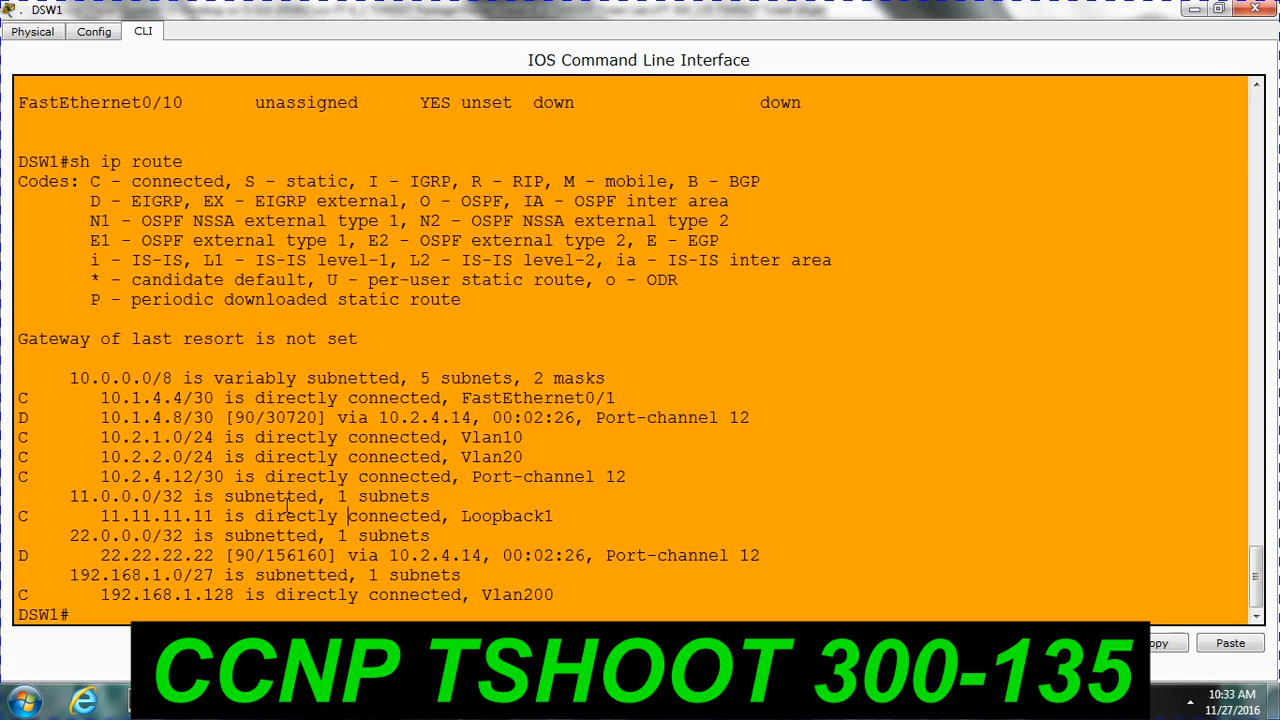 DSW1
Physical Config CLI
IOS Command Line Interface
FastEthernet0/10 unassigned YES unset down down
DSW1#sh ip route
Codes: C - connected, S - static, I - IGRP, R - RIP, M - mobile, B - BGP
D - EIGRP, EX - EIGRP external, O - OSPF, IA - OSPF inter area
N1 - OSPF NSSA external type 1, N2 - OSPF NSSA external type 2
E1 - OSPF external type 1, E2 - OSPF external type 2, E - EGP
i - IS-IS, L1 - IS-IS level-1, L2 - IS-IS level-2, ia - IS-IS inter area
* - candidate default, U - per-user static route, o - ODR
P - periodic downloaded static route
Gateway of last resort is not set
10.0.0.0/8 is variably subnetted, 5 subnets, 2 masks
C 10.1.4.4/30 is directly connected, FastEthernet0/1
D 10.1.4.8/30 [90/30720] via 10.2.4.14, 00:02:26, Port-channel 12
C 10.2.1.0/24 is directly connected, Vlan10
C 10.2.2.0/24 is directly connected, Vlan20
C 10.2.4.12/30 is directly connected, Port-channel 12
11.0.0.0/32 is subnetted, 1 subnets
C 11.11.11.11 is directly connected, Loopback1
22.0.0.0/32 is subnetted, 1 subnets
D 22.22.22.22 [90/156160] via 10.2.4.14, 00:02:26, Port-channel 12
192.168.1.0/27 is subnetted, 1 subnets
C 192.168.1.128 is directly connected, Vlan200
DSW1#
opy Paste
CCNP TSHOOT 300-135
10:33 AM
11/27/2016